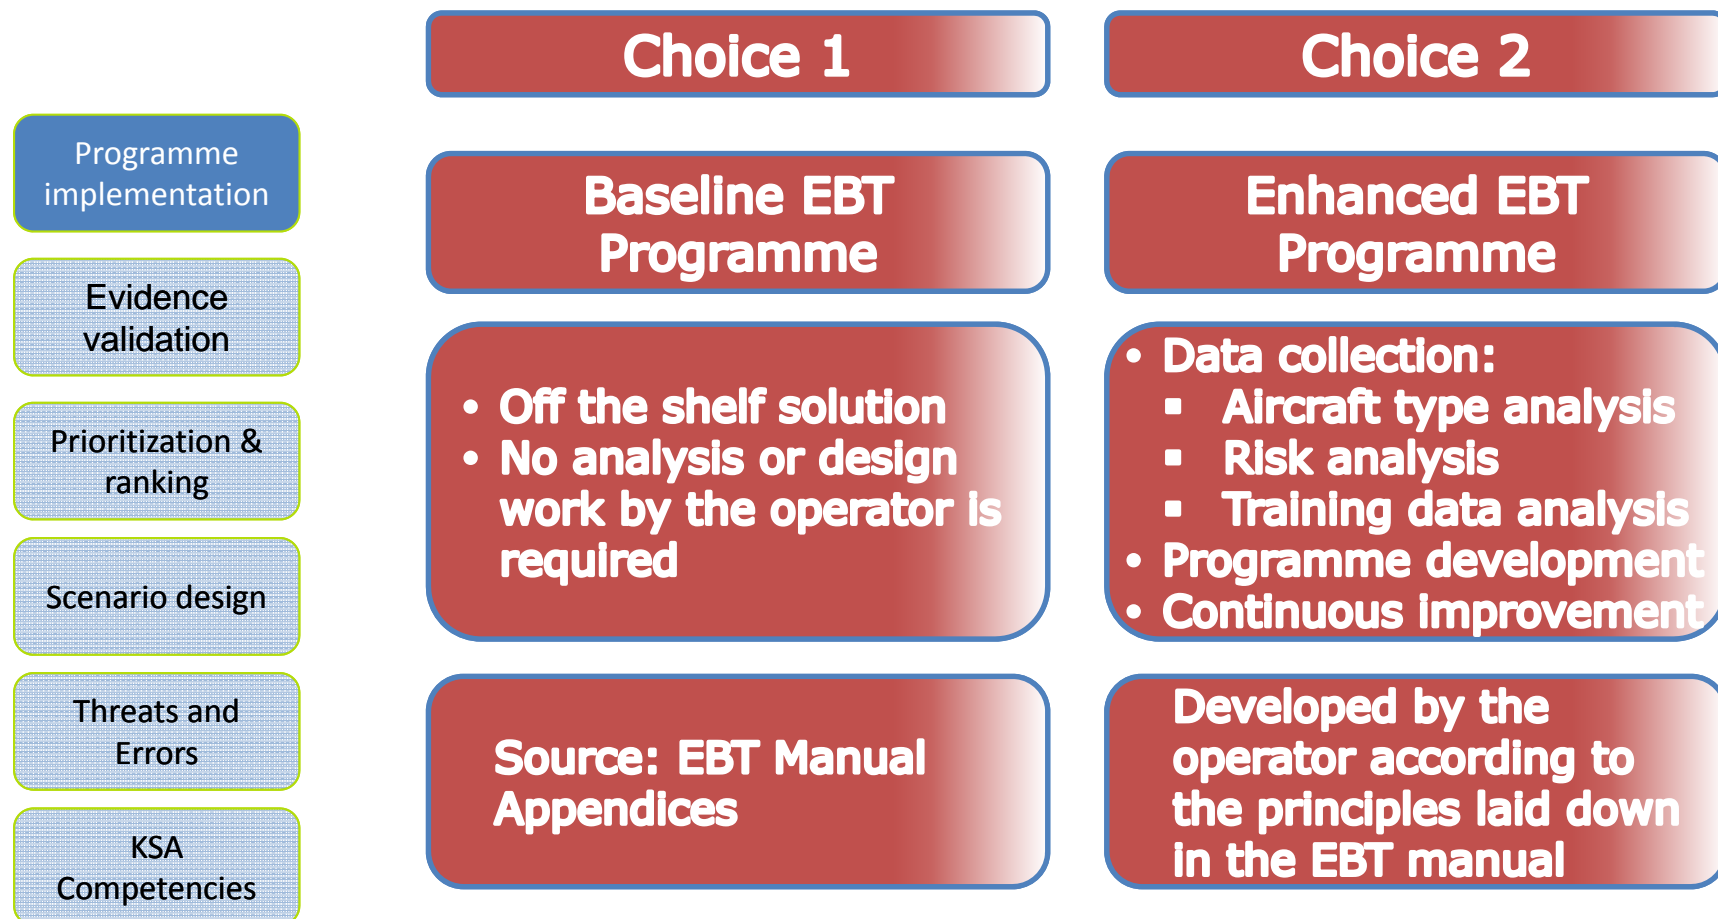 Programme
implementation
Evidence
validation
Prioritization &
ranking
Scenario design
Threats and
Errors
KSA
Competencies
Choice 1
Baseline EBT
Programme
• Off the shelf solution
• No analysis or design
work by the operator is
required
Source: EBT Manual
Appendices
Choice 2
Enhanced EBT
Programme
• Data collection:
▪ Aircraft type analysis
▪ Risk analysis
▪ Training data analysis
• Programme development
• Continuous improvement
Developed by the
operator according to
the principles laid down
in the EBT manual